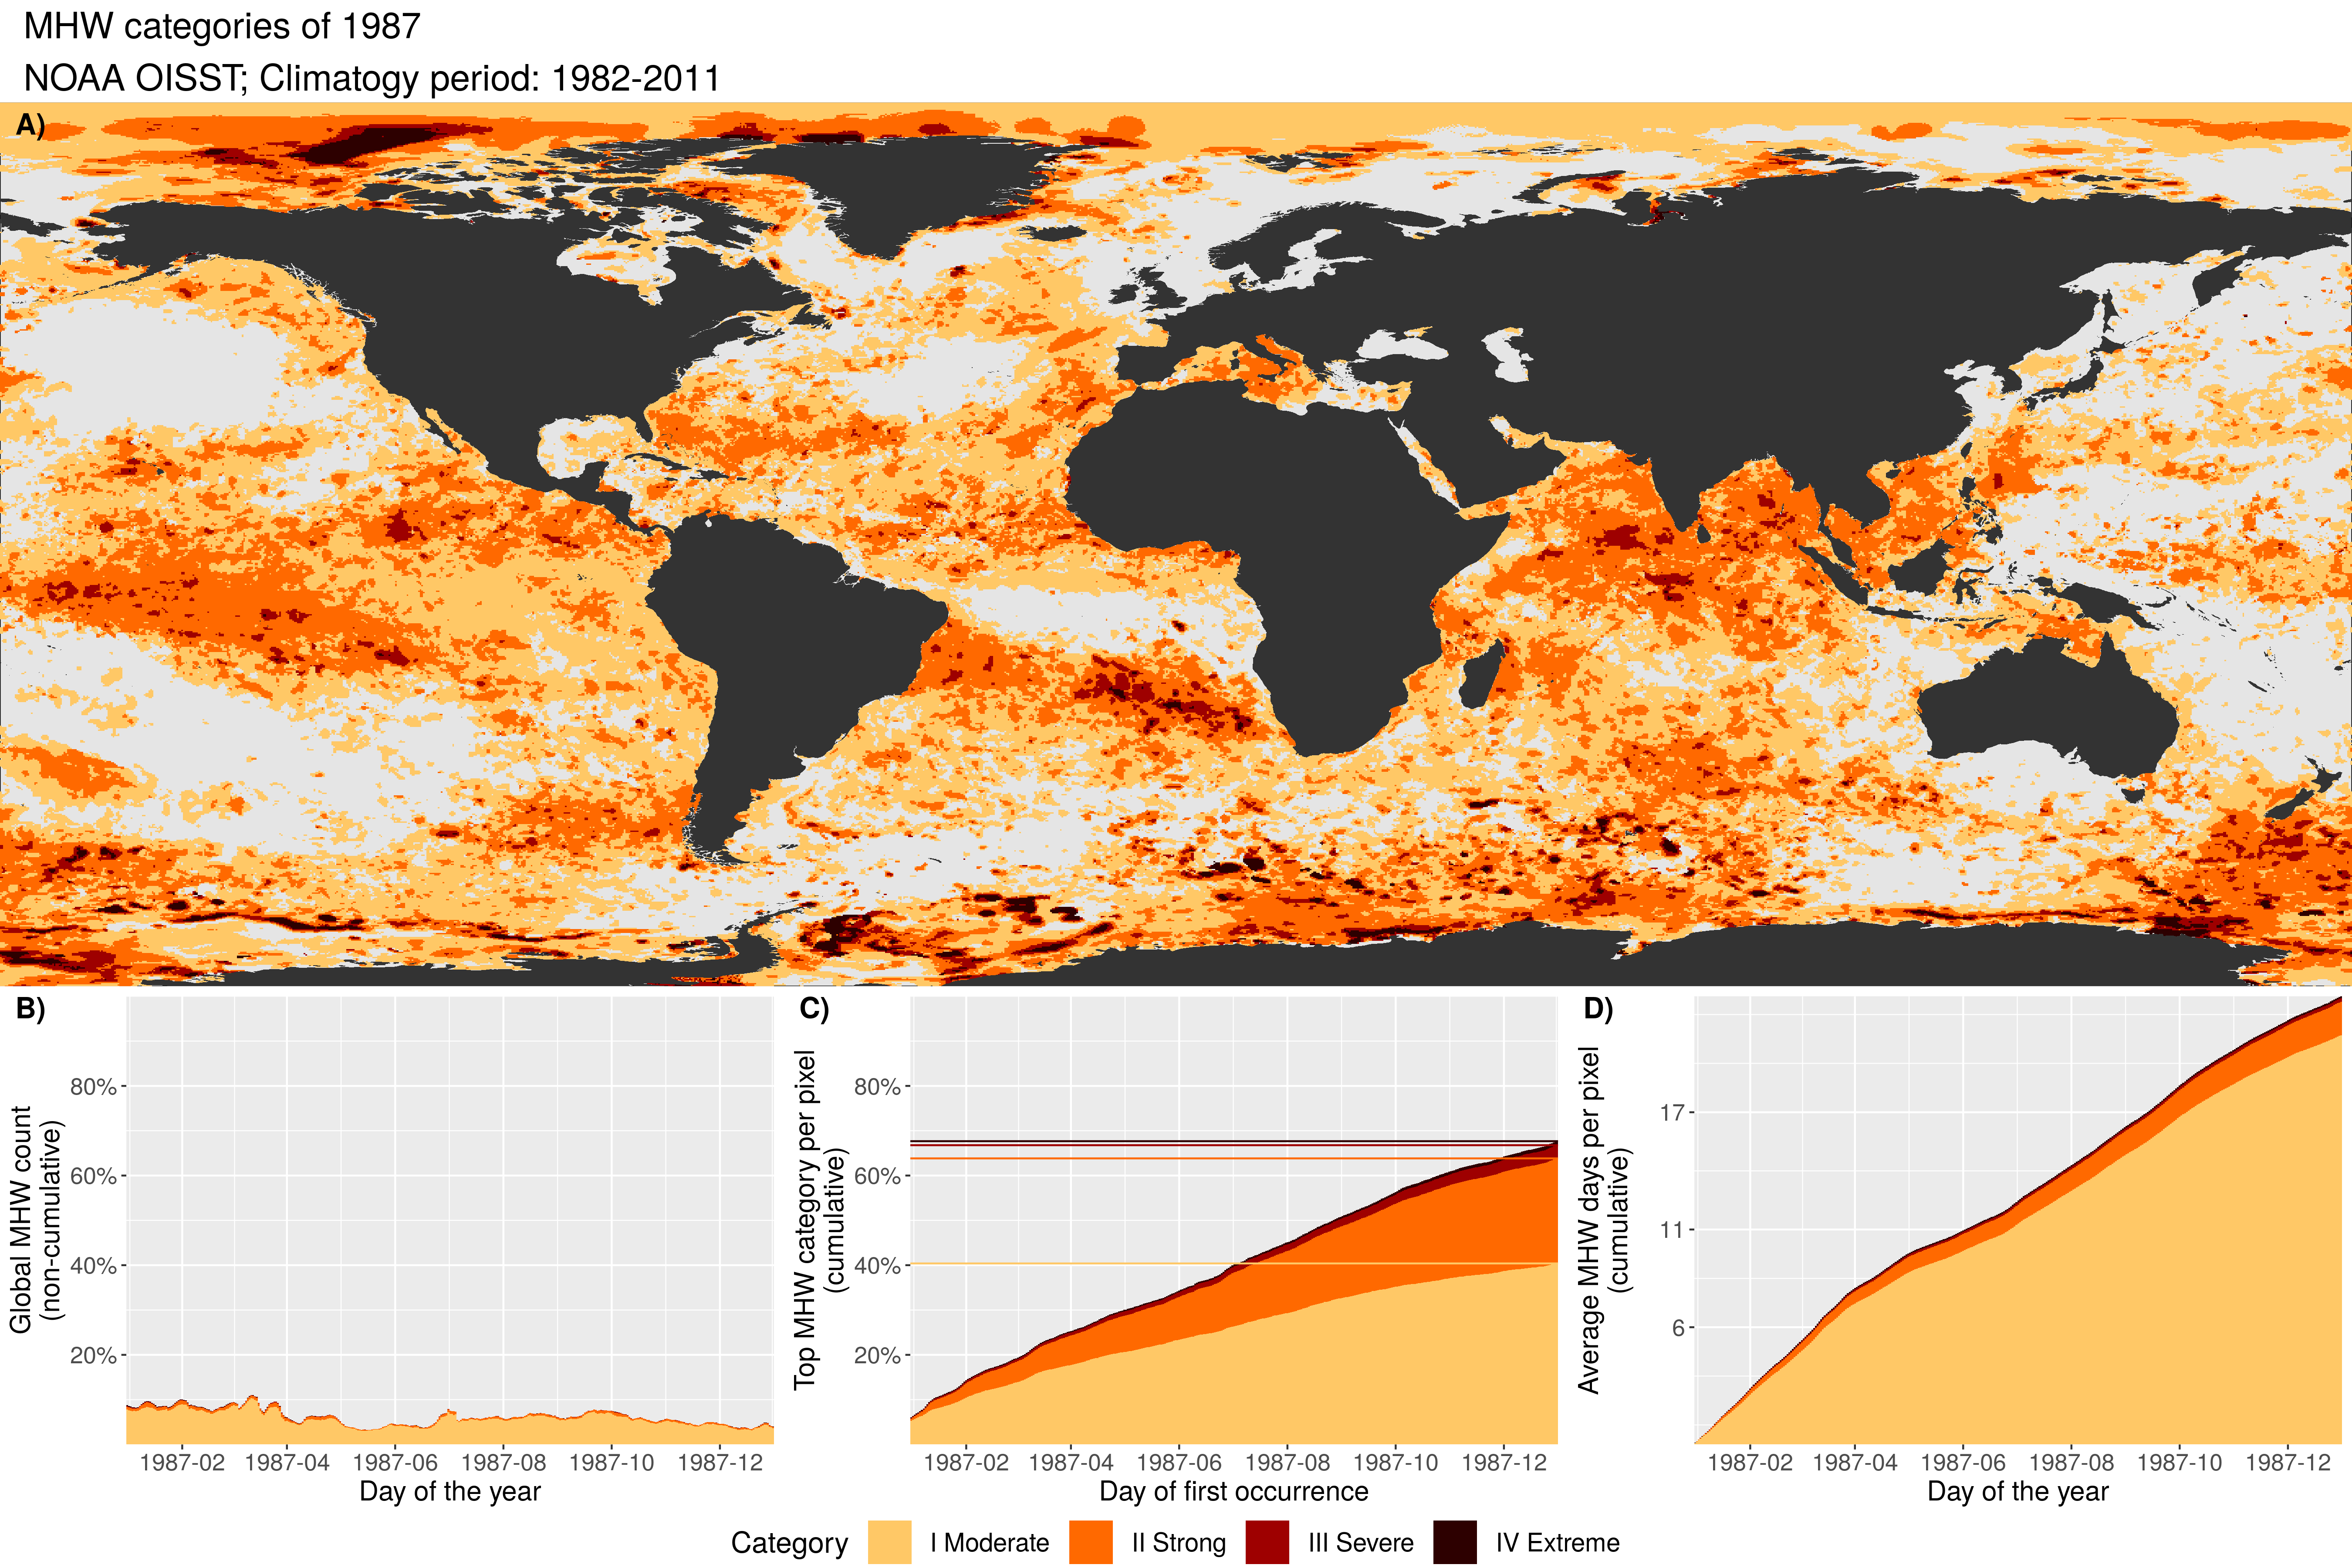 MHW categories of 1987
NOAA OISST; Climatogy period: 1982-2011
A)
B)
Global MHW count
(non-cumulative)
80%
60%
40%
20%
1987-02 1987-04 1987-06 1987-08 1987-10 1987-12
Day of the year
C)
Top MHW category per pixel
(cumulative)
80%
60%
40%
20%
1987-02 1987-04 1987-06 1987-08 1987-10 1987-12
Day of first occurrence
D)
Average MHW days per pixel
(cumulative)
17
11
6
1987-02 1987-04 1987-06 1987-08 1987-10 1987-12
Day of the year
Category I Moderate II Strong III Severe IV Extreme